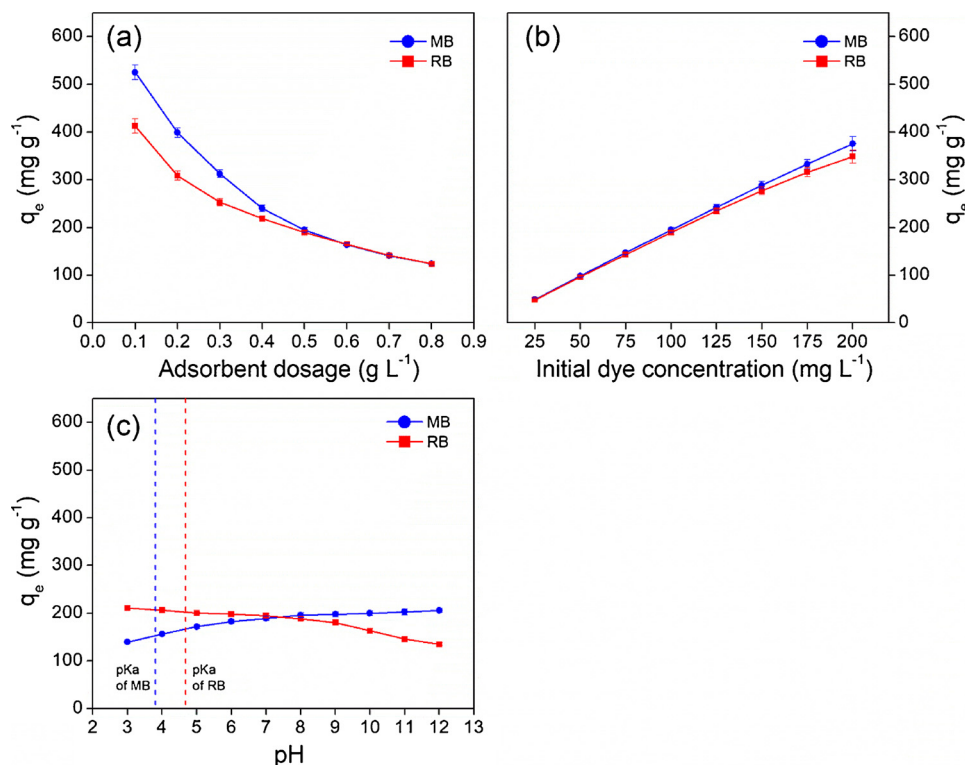 (a)
MB
RB
600
500
400
300
200
100
0
qe (mg g-1)
0.0 0.1 0.2 0.3 0.4 0.5 0.6 0.7 0.8 0.9
Adsorbent dosage (g L-1)
(b)
MB
RB
600
500
400
300
200
100
0
qe (mg g-1)
25 50 75 100 125 150 175 200
Initial dye concentration (mg L-1)
(c)
MB
RB
600
500
400
300
200
100
0
qe (mg g-1)
pKa
of MB
pKa
of RB
2 3 4 5 6 7 8 9 10 11 12 13
pH